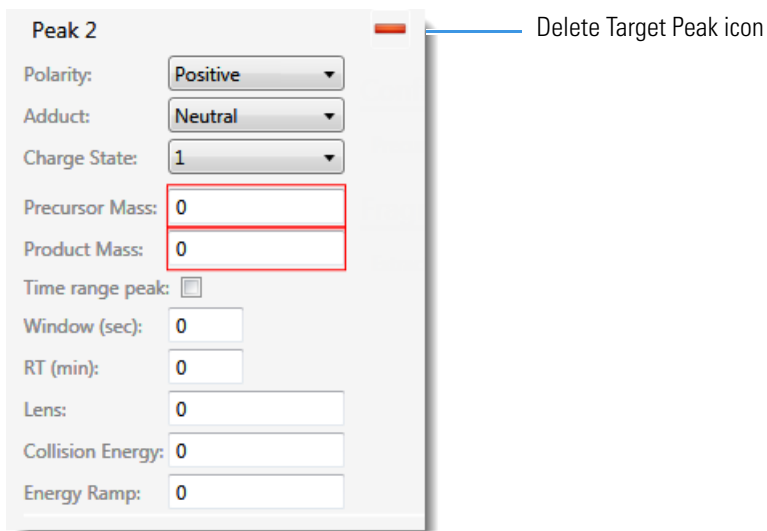 Peak 2
Delete Target Peak icon
Polarity: Positive
Adduct: Neutral
Charge State: 1
Precursor Mass: 0
Product Mass: 0
Time range peak:
Window (sec): 0
RT (min): 0
Lens: 0
Collision Energy: 0
Energy Ramp: 0